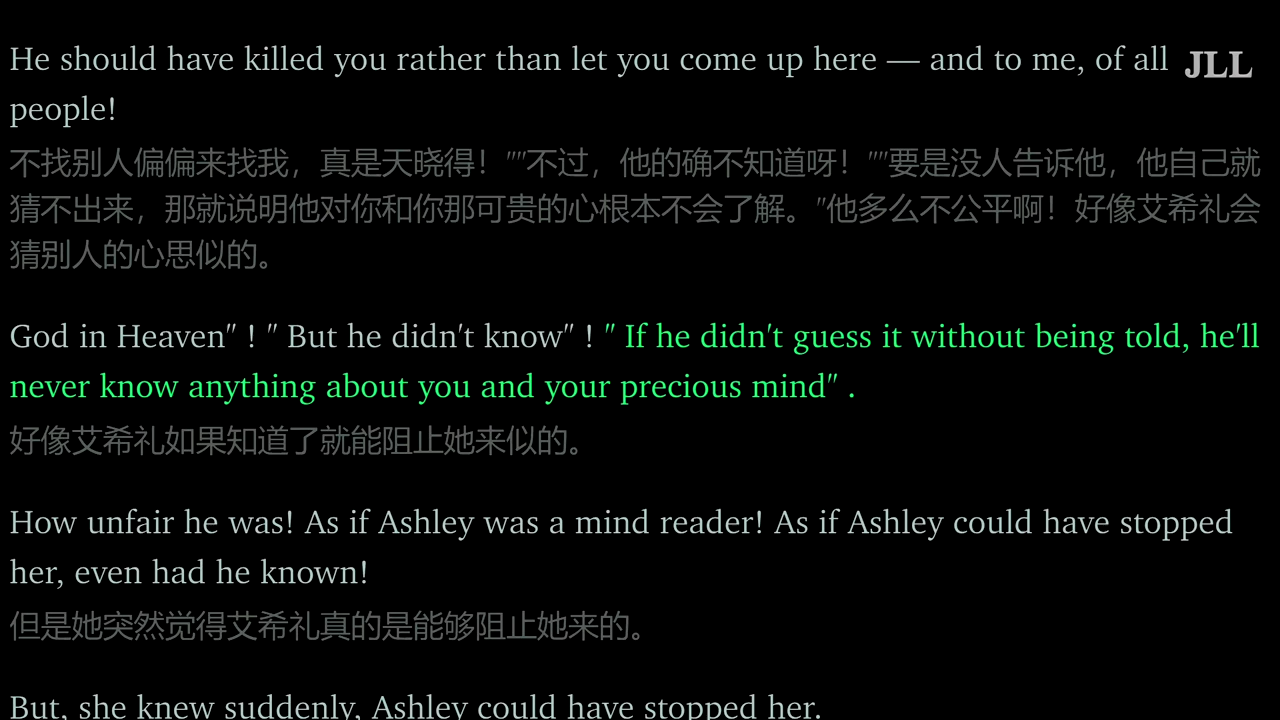 He should have killed you rather than let you come up here — and to me, of all
JLL
people!
不找别人偏偏来找我，真是天晓得！""不过，他的确不知道呀！""要是没人告诉他，他自己就
猜不出来，那就说明他对你和你那可贵的心根本不会了解。"他多么不公平啊！好像艾希礼会
猜别人的心思似的。
God in Heaven" ! " But he didn't know" ! " If he didn't guess it without being told, he'll
never know anything about you and your precious mind" .
好像艾希礼如果知道了就能阻止她来似的。
How unfair he was! As if Ashley was a mind reader! As if Ashley could have stopped
her, even had he known!
但是她突然觉得艾希礼真的是能够阻止她来的。
But, she knew suddenly, Ashley could have stopped her.